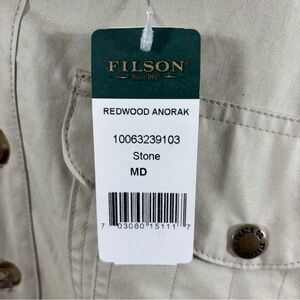 FILSON
Since 1897
REDWOOD ANORAK
10063239103
Stone
MD
7 03060 15111 7